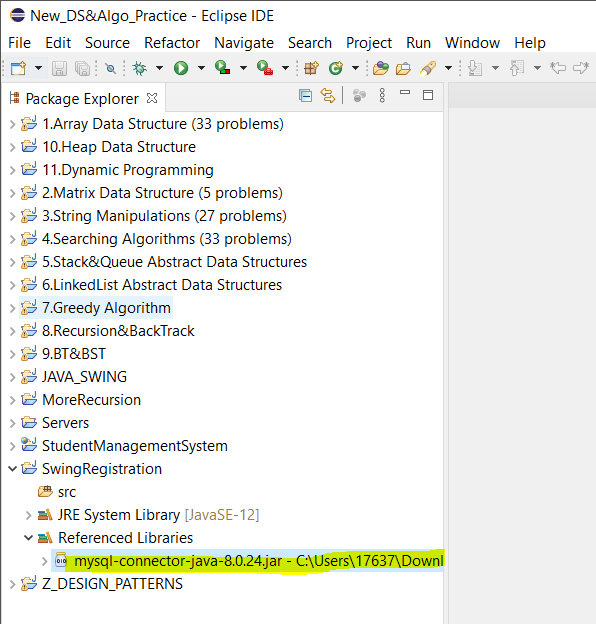 New_DS&Algo_Practice - Eclipse IDE
File Edit Source Refactor Navigate Search Project Run Window Help
Package Explorer
1.Array Data Structure (33 problems)
10.Heap Data Structure
11.Dynamic Programming
2.Matrix Data Structure (5 problems)
3.String Manipulations (27 problems)
4.Searching Algorithms (33 problems)
5.Stack&Queue Abstract Data Structures
6.LinkedList Abstract Data Structures
7.Greedy Algorithm
8.Recursion&BackTrack
9.BT&BST
JAVA_SWING
MoreRecursion
Servers
StudentManagementSystem
SwingRegistration
src
JRE System Library [JavaSE-12]
Referenced Libraries
mysql-connector-java-8.0.24.jar - C:\Users\17637\Downl
Z_DESIGN_PATTERNS